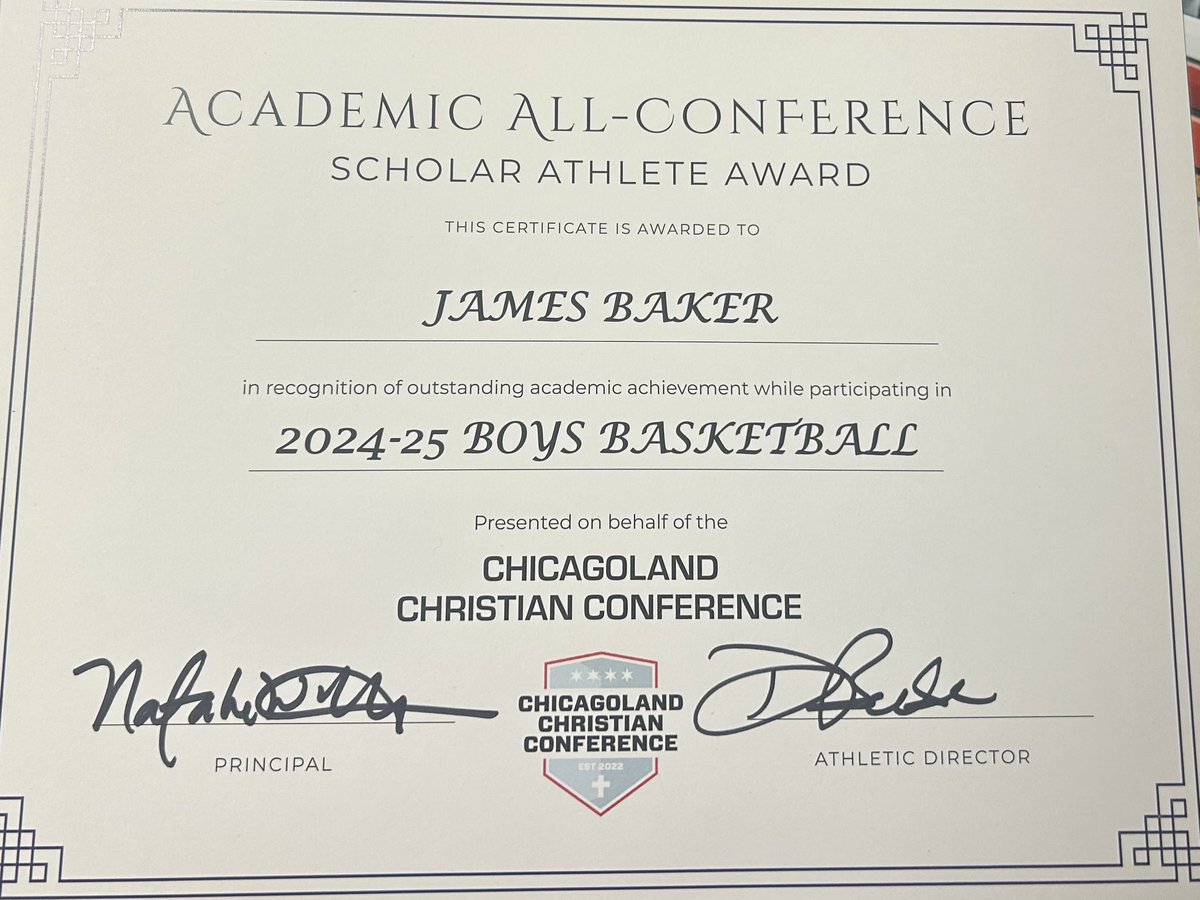 ACADEMIC ALL-CONFERENCE
SCHOLAR ATHLETE AWARD
THIS CERTIFICATE IS AWARDED TO
JAMES BAKER
in recognition of outstanding academic achievement while participating in
2024-25 BOYS BASKETBALL
Presented on behalf of the
CHICAGOLAND
CHRISTIAN CONFERENCE
PRINCIPAL
CHICAGOLAND
CHRISTIAN
CONFERENCE
EST. 2022
ATHLETIC DIRECTOR